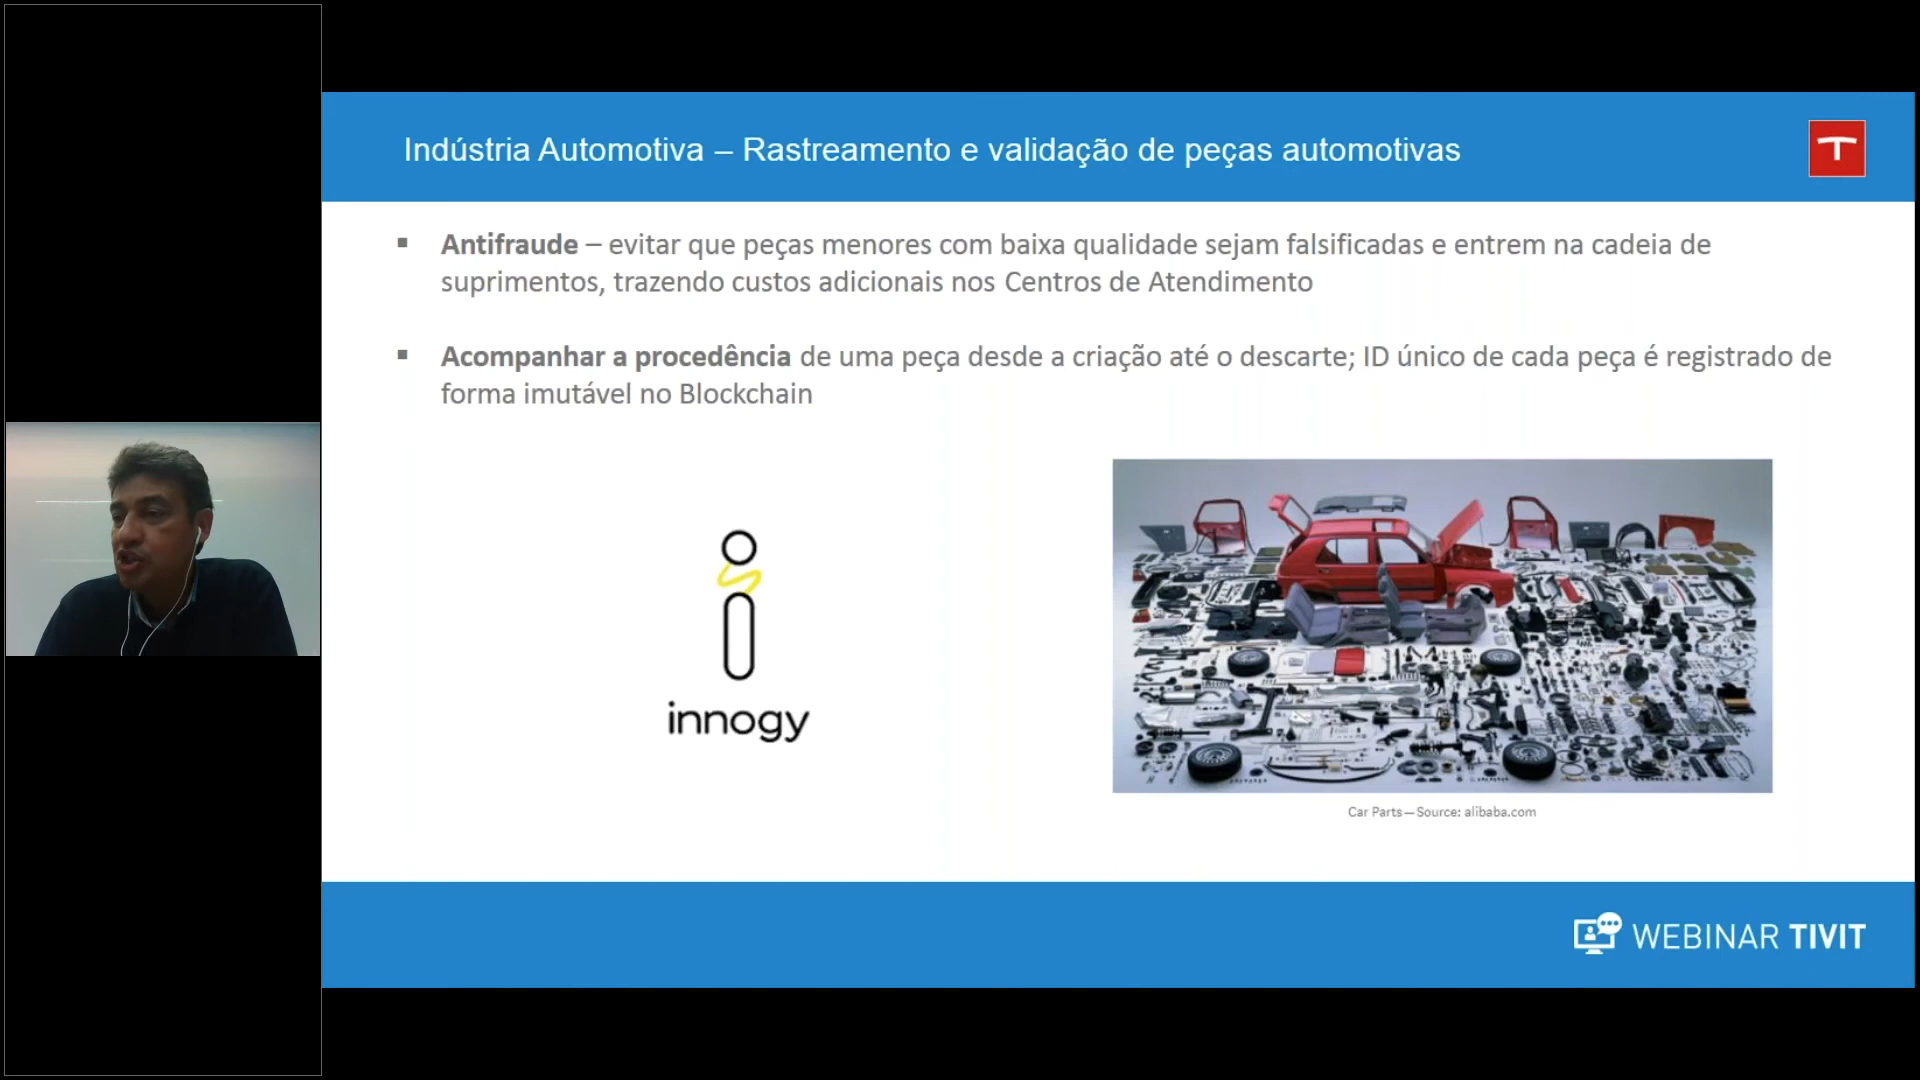 Indústria Automotiva – Rastreamento e validação de peças automotivas
T
▪ Antifraude – evitar que peças menores com baixa qualidade sejam falsificadas e entrem na cadeia de
suprimentos, trazendo custos adicionais nos Centros de Atendimento
▪ Acompanhar a procedência de uma peça desde a criação até o descarte; ID único de cada peça é registrado de
forma imutável no Blockchain
innogy
Car Parts – Source: alibaba.com
WEBINAR TIVIT